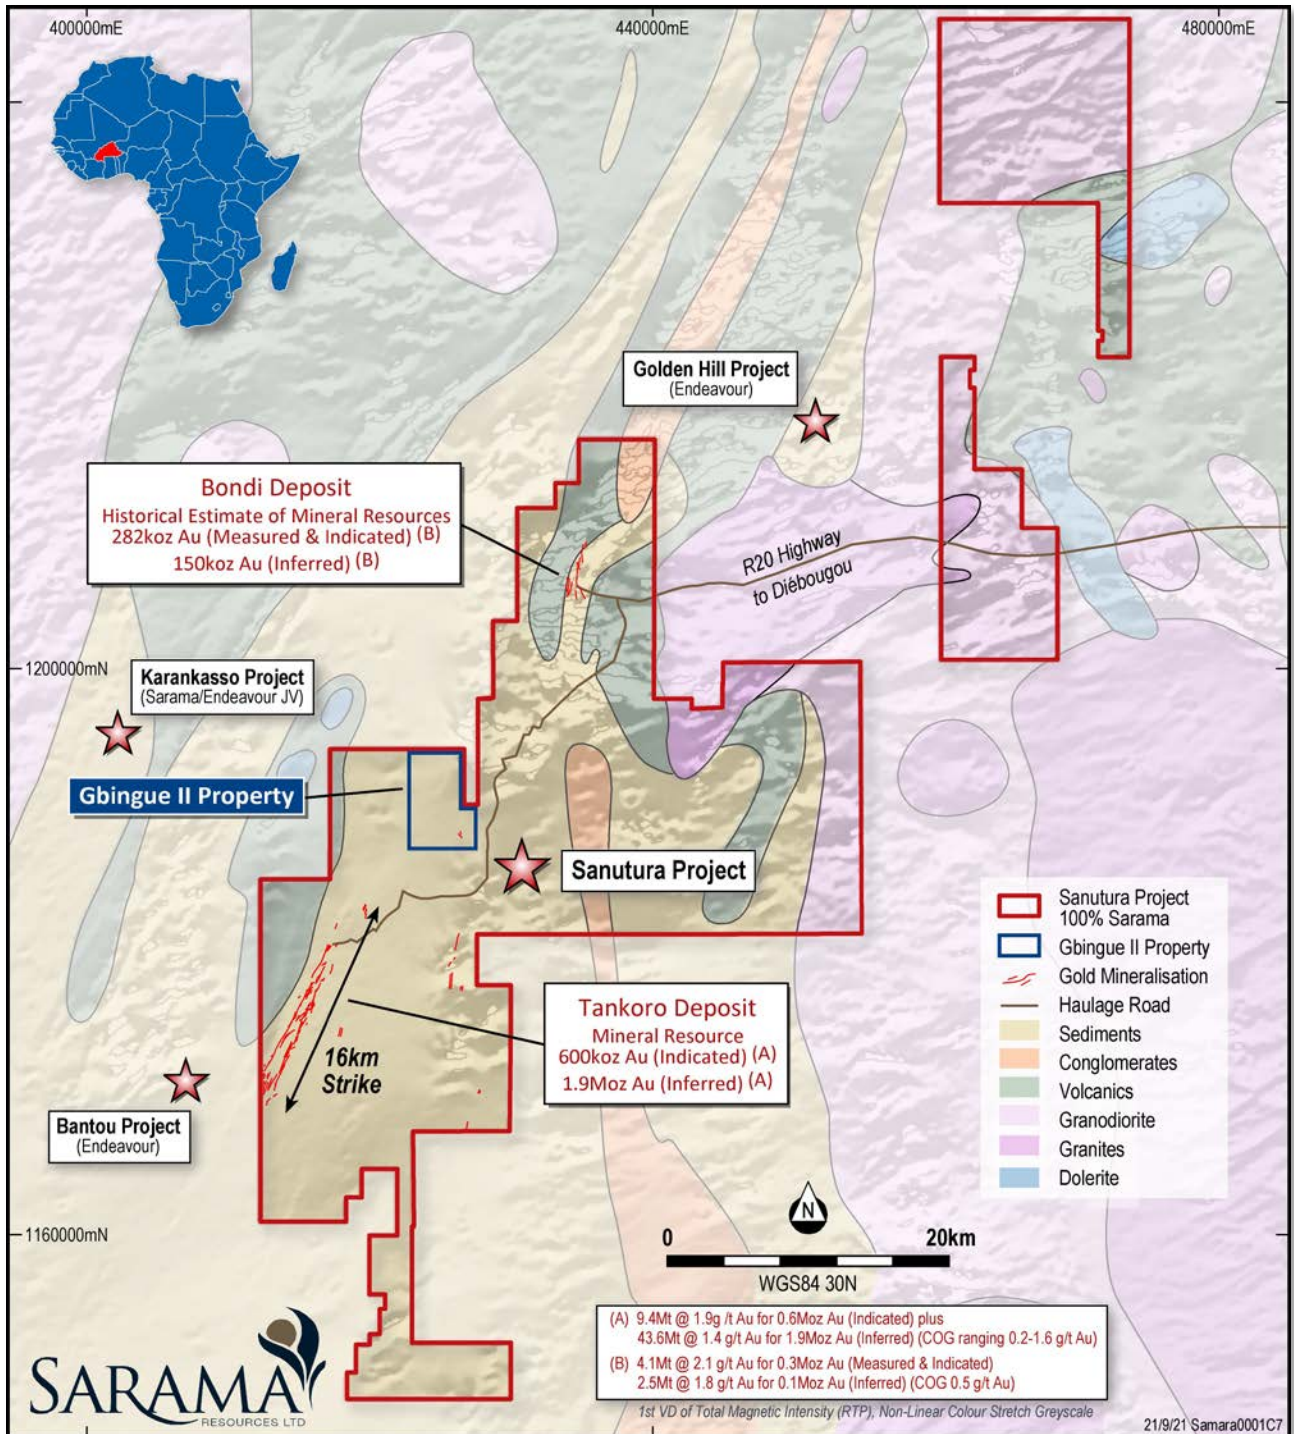 400000mE
440000mE
480000mE
Golden Hill Project
(Endeavour)
Bondi Deposit
Historical Estimate of Mineral Resources
282koz Au (Measured & Indicated) (B)
150koz Au (Inferred) (B)
R20 Highway
to Diébougou
1200000mN
Karankasso Project
(Sarama/Endeavour JV)
Gbingue II Property
Sanutura Project
Sanutura Project
100% Sarama
Gbingue II Property
Gold Mineralisation
Haulage Road
Sediments
Conglomerates
Volcanics
Granodiorite
Granites
Dolerite
Tankoro Deposit
Mineral Resource
600koz Au (Indicated) (A)
1.9Moz Au (Inferred) (A)
16km
Strike
Bantou Project
(Endeavour)
1160000mN
N
0
20km
WGS84 30N
(A) 9.4Mt @ 1.9g /t Au for 0.6Moz Au (Indicated) plus
43.6Mt @ 1.4 g/t Au for 1.9Moz Au (Inferred) (COG ranging 0.2-1.6 g/t Au)
(B) 4.1Mt @ 2.1 g/t Au for 0.3Moz Au (Measured & Indicated)
2.5Mt @ 1.8 g/t Au for 0.1Moz Au (Inferred) (COG 0.5 g/t Au)
SARAMA
RESOURCES LTD
1st VD of Total Magnetic Intensity (RTP), Non-Linear Colour Stretch Greyscale
21/9/21 Samara0001C7